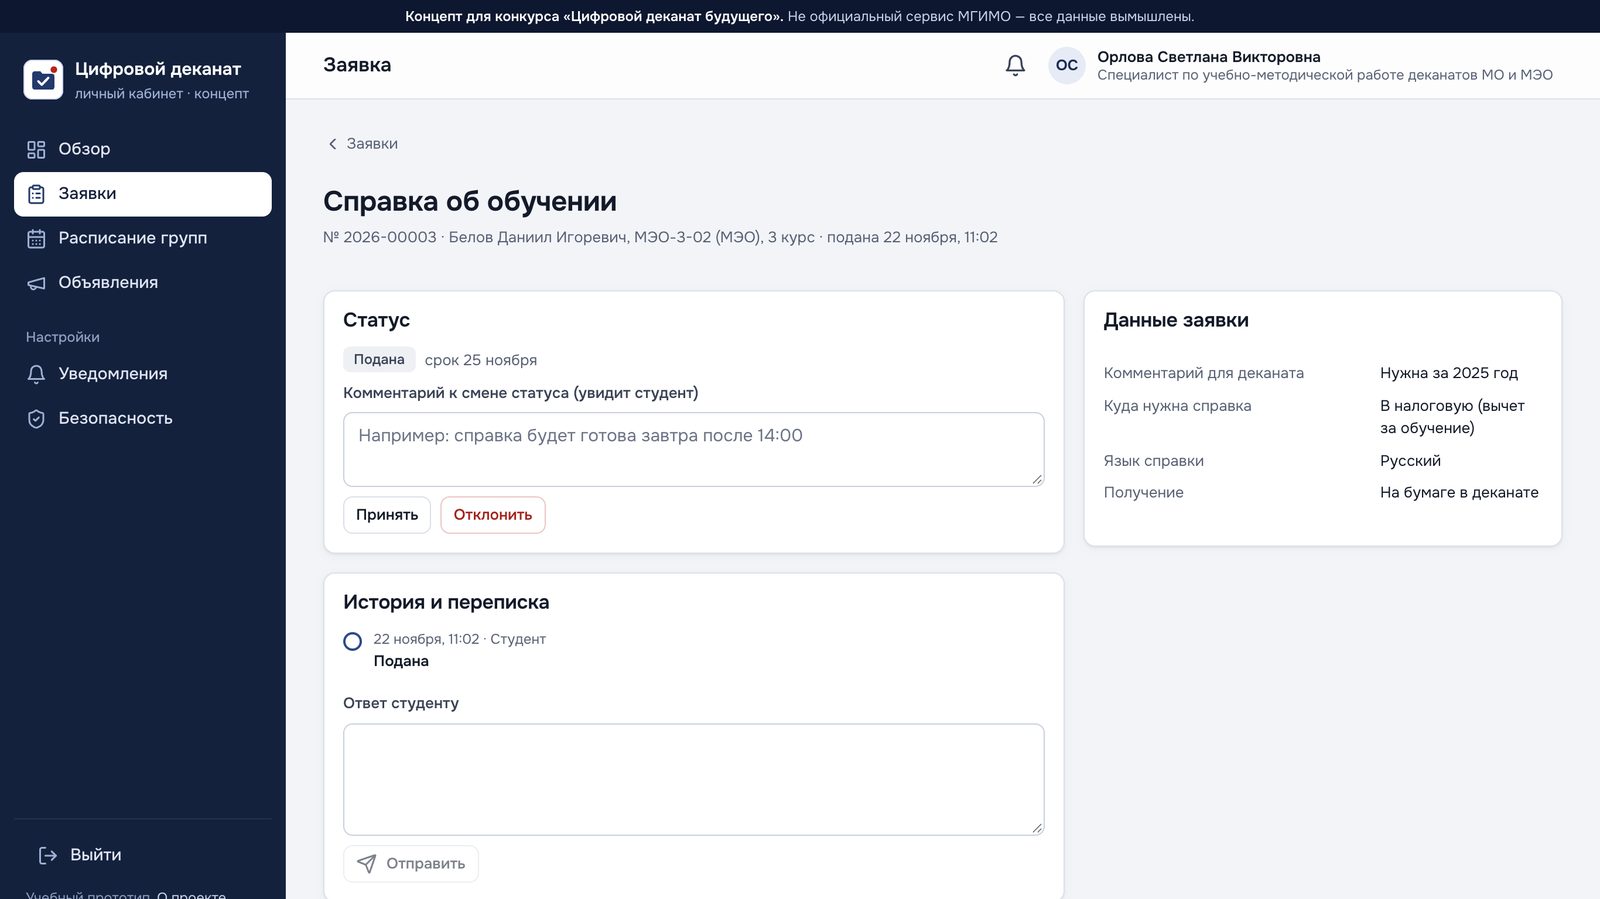 Концепт для конкурса «Цифровой деканат будущего». Не официальный сервис МГИМО — все данные вымышлены.
Цифровой деканат
личный кабинет · концепт
Обзор
Заявки
Расписание групп
Объявления
Настройки
Уведомления
Безопасность
Выйти
Учебный прототип. О проекте
Заявка
ОС
Орлова Светлана Викторовна
Специалист по учебно-методической работе деканатов МО и МЭО
Заявки
Справка об обучении
№ 2026-00003 · Белов Даниил Игоревич, МЭО-3-02 (МЭО), 3 курс · подана 22 ноября, 11:02
Статус
Подана срок 25 ноября
Комментарий к смене статуса (увидит студент)
Например: справка будет готова завтра после 14:00
Принять Отклонить
История и переписка
22 ноября, 11:02 · Студент
Подана
Ответ студенту
Отправить
Данные заявки
Комментарий для деканата Нужна за 2025 год
Куда нужна справка В налоговую (вычет
за обучение)
Язык справки Русский
Получение На бумаге в деканате